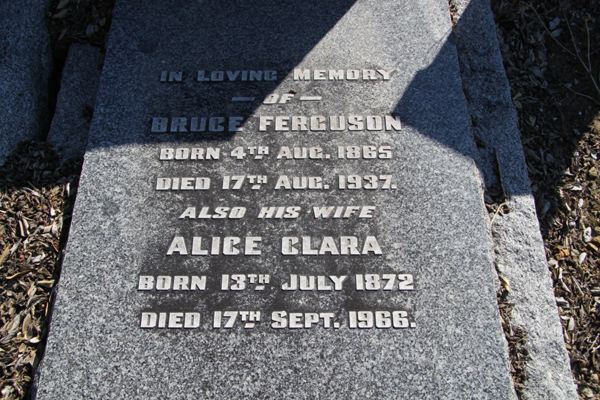 IN LOVING MEMORY
— OF —
BRUCE FERGUSON
BORN 4TH AUG. 1865
DIED 17TH AUG. 1937.
ALSO HIS WIFE
ALICE CLARA
BORN 13TH JULY 1872
DIED 17TH SEPT. 1966.